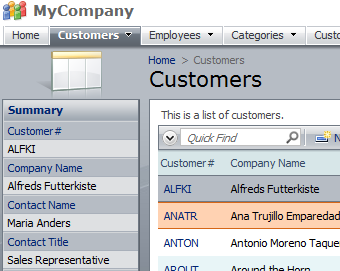 MyCompany
Home Customers Employees Categories
Home > Customers
Customers
Summary
Customer#
ALFKI
Company Name
Alfreds Futterkiste
Contact Name
Maria Anders
Contact Title
Sales Representative
This is a list of customers.
Quick Find
Customer# Company Name
ALFKI Alfreds Futterkiste
ANATR Ana Trujillo Emparedad
ANTON Antonio Moreno Taque
AROUT Around the Horn